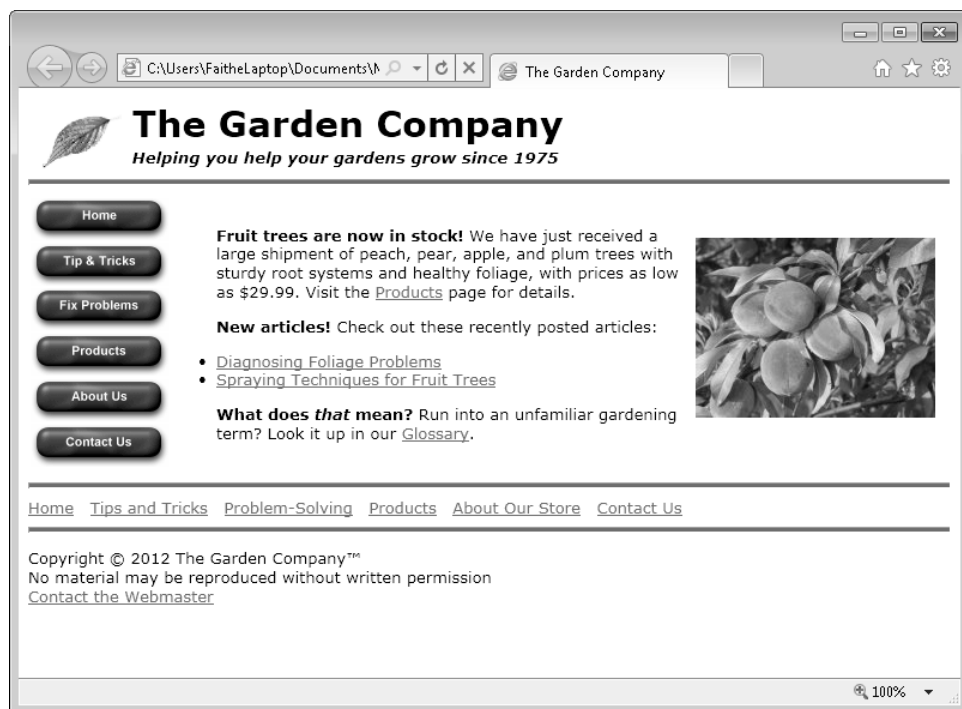 C:\Users\FaitheLaptop\Documents\
The Garden Company
The Garden Company
Helping you help your gardens grow since 1975
Home
Tip & Tricks
Fix Problems
Products
About Us
Contact Us
Fruit trees are now in stock! We have just received a
large shipment of peach, pear, apple, and plum trees with
sturdy root systems and healthy foliage, with prices as low
as $29.99. Visit the Products page for details.
New articles! Check out these recently posted articles:
• Diagnosing Foliage Problems
• Spraying Techniques for Fruit Trees
What does that mean? Run into an unfamiliar gardening
term? Look it up in our Glossary.
Home Tips and Tricks Problem-Solving Products About Our Store Contact Us
Copyright © 2012 The Garden Company™
No material may be reproduced without written permission
Contact the Webmaster
100%